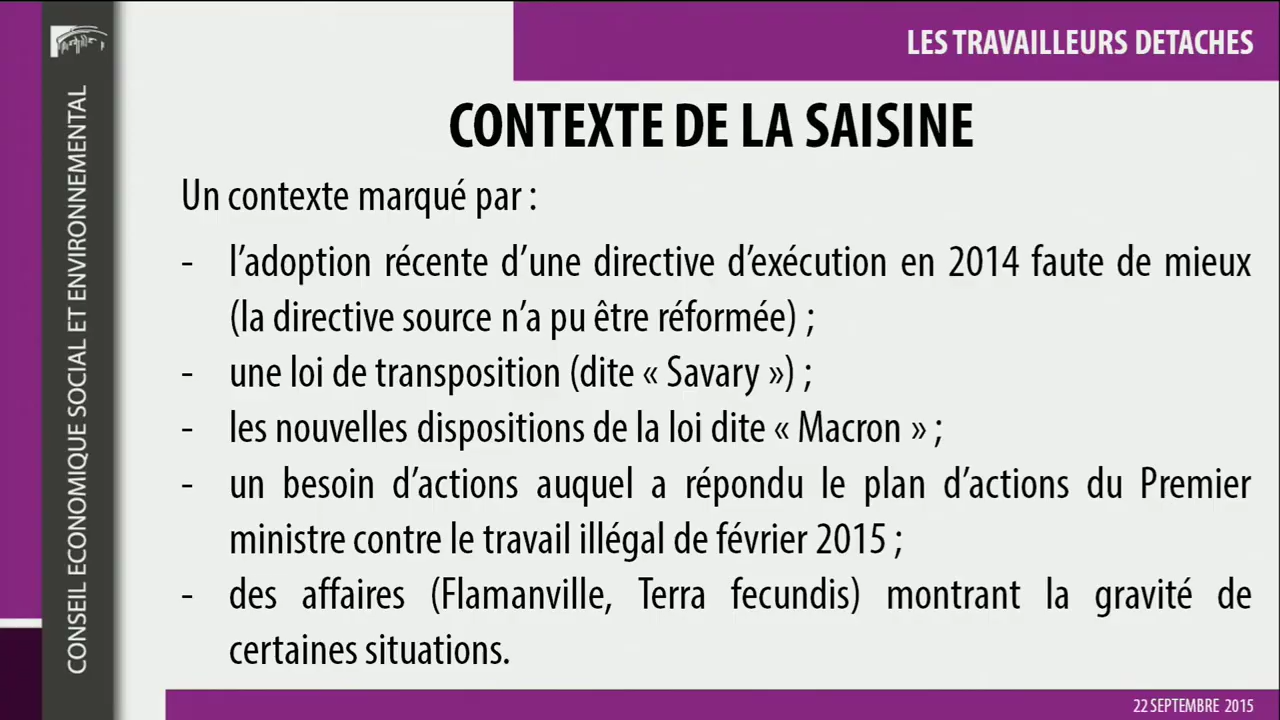 LES TRAVAILLEURS DETACHES
CONSEIL ECONOMIQUE SOCIAL ET ENVIRONNEMENTAL
CONTEXTE DE LA SAISINE
Un contexte marqué par :
- l’adoption récente d’une directive d’exécution en 2014 faute de mieux
(la directive source n’a pu être réformée) ;
- une loi de transposition (dite « Savary ») ;
- les nouvelles dispositions de la loi dite « Macron » ;
- un besoin d’actions auquel a répondu le plan d’actions du Premier
ministre contre le travail illégal de février 2015 ;
- des affaires (Flamanville, Terra fecundis) montrant la gravité de
certaines situations.
22 SEPTEMBRE 2015